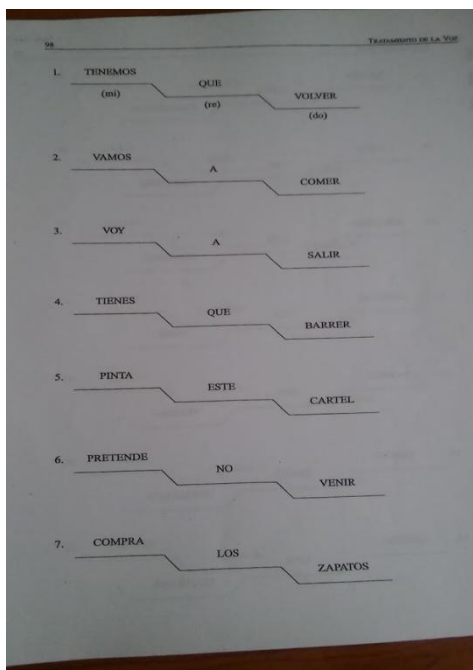 98 TRATAMIENTO DE LA VOZ
1. TENEMOS QUE VOLVER
(mi) (re) (do)
2. VAMOS A COMER
3. VOY A SALIR
4. TIENES QUE BARRER
5. PINTA ESTE CARTEL
6. PRETENDE NO VENIR
7. COMPRA LOS ZAPATOS